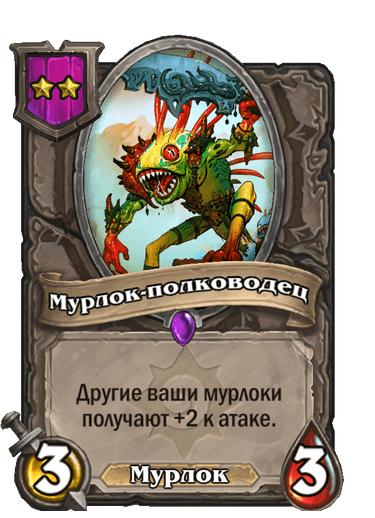 Мурлок-полководец
Другие ваши мурлоки
получают +2 к атаке.
3
Мурлок
3